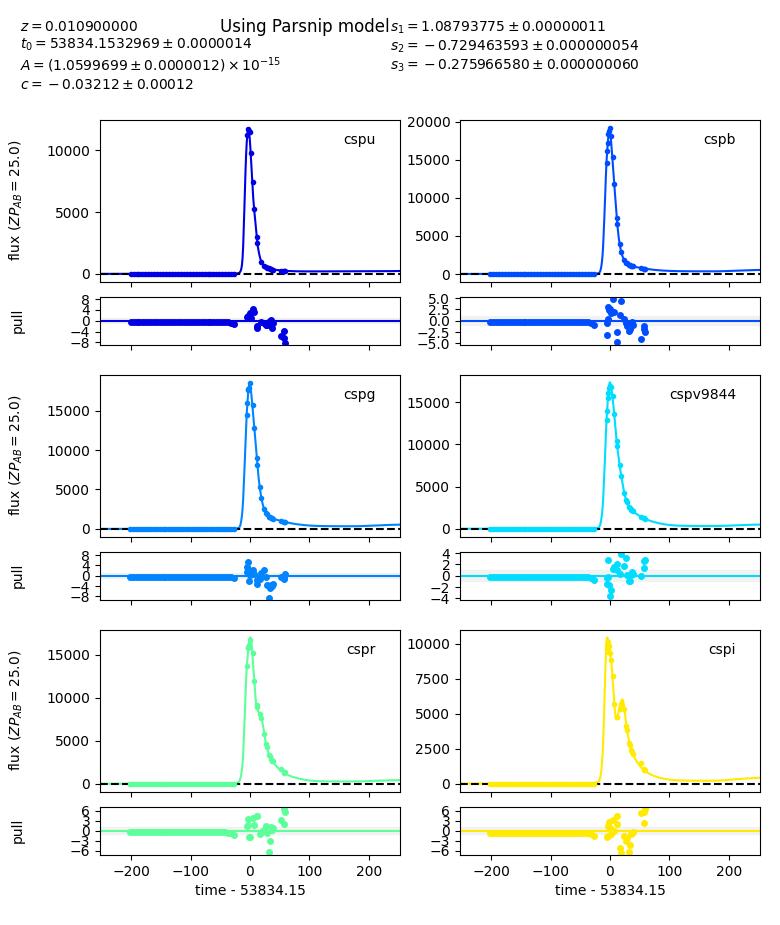 Using Parsnip model
z = 0.010900000
t₀ = 53834.1532969 ± 0.0000014
A = (1.0599699 ± 0.0000012) × 10⁻¹⁵
c = −0.03212 ± 0.00012
s₁ = 1.08793775 ± 0.00000011
s₂ = −0.729463593 ± 0.000000054
s₃ = −0.275966580 ± 0.000000060
flux (ZP_AB = 25.0)
10000
5000
0
cspu
20000
15000
10000
5000
0
cspb
pull
8
4
0
−4
−8
5.0
2.5
0.0
−2.5
−5.0
flux (ZP_AB = 25.0)
15000
10000
5000
0
cspg
15000
10000
5000
0
cspv9844
pull
8
4
0
−4
−8
4
2
0
−2
−4
flux (ZP_AB = 25.0)
15000
10000
5000
0
cspr
10000
7500
5000
2500
0
cspi
pull
6
3
0
−3
−6
6
3
0
−3
−6
−200 −100 0 100 200
−200 −100 0 100 200
time - 53834.15
time - 53834.15